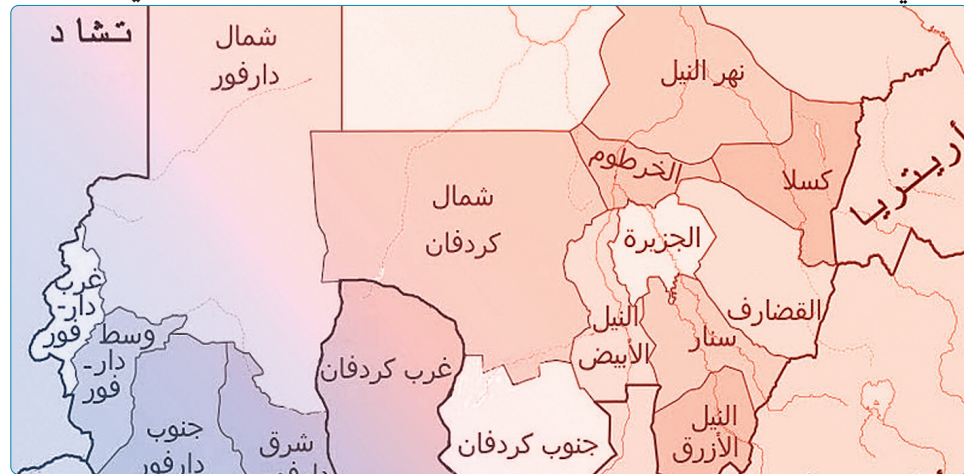 تشاد
شمال
دارفور
نهر النيل
الخرطوم
كسلا
أريتريا
شمال
كردفان
الجزيرة
غرب
دار-
فور
وسط
دار-
فور
القضارف
النيل
الأبيض
سنار
غرب كردفان
جنوب
دارفور
شرق
جنوب كردفان
النيل
الأزرق